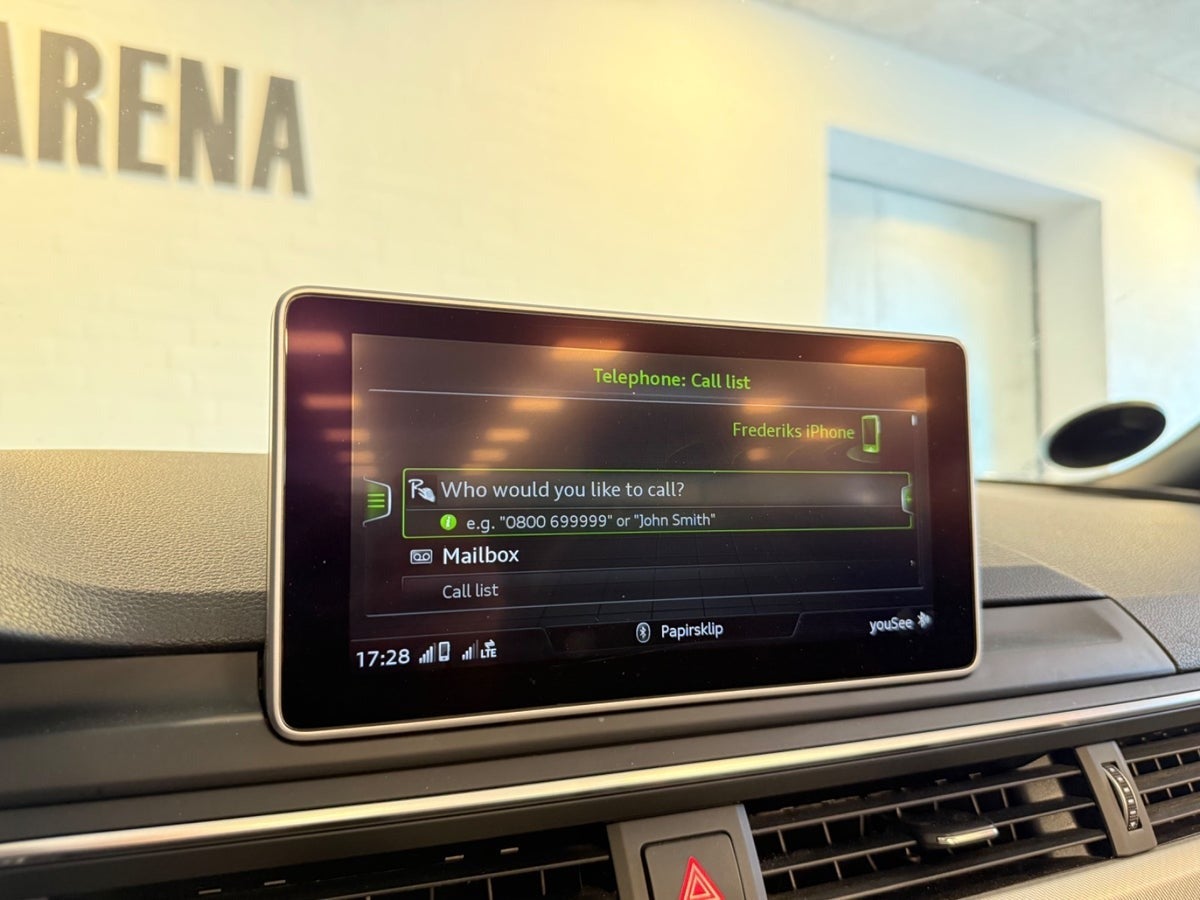 ARENA
Telephone: Call list
Frederiks iPhone
Who would you like to call?
e.g. "0800 699999" or "John Smith"
Mailbox
Call list
Papirsklip
youSee
17:28
LTE